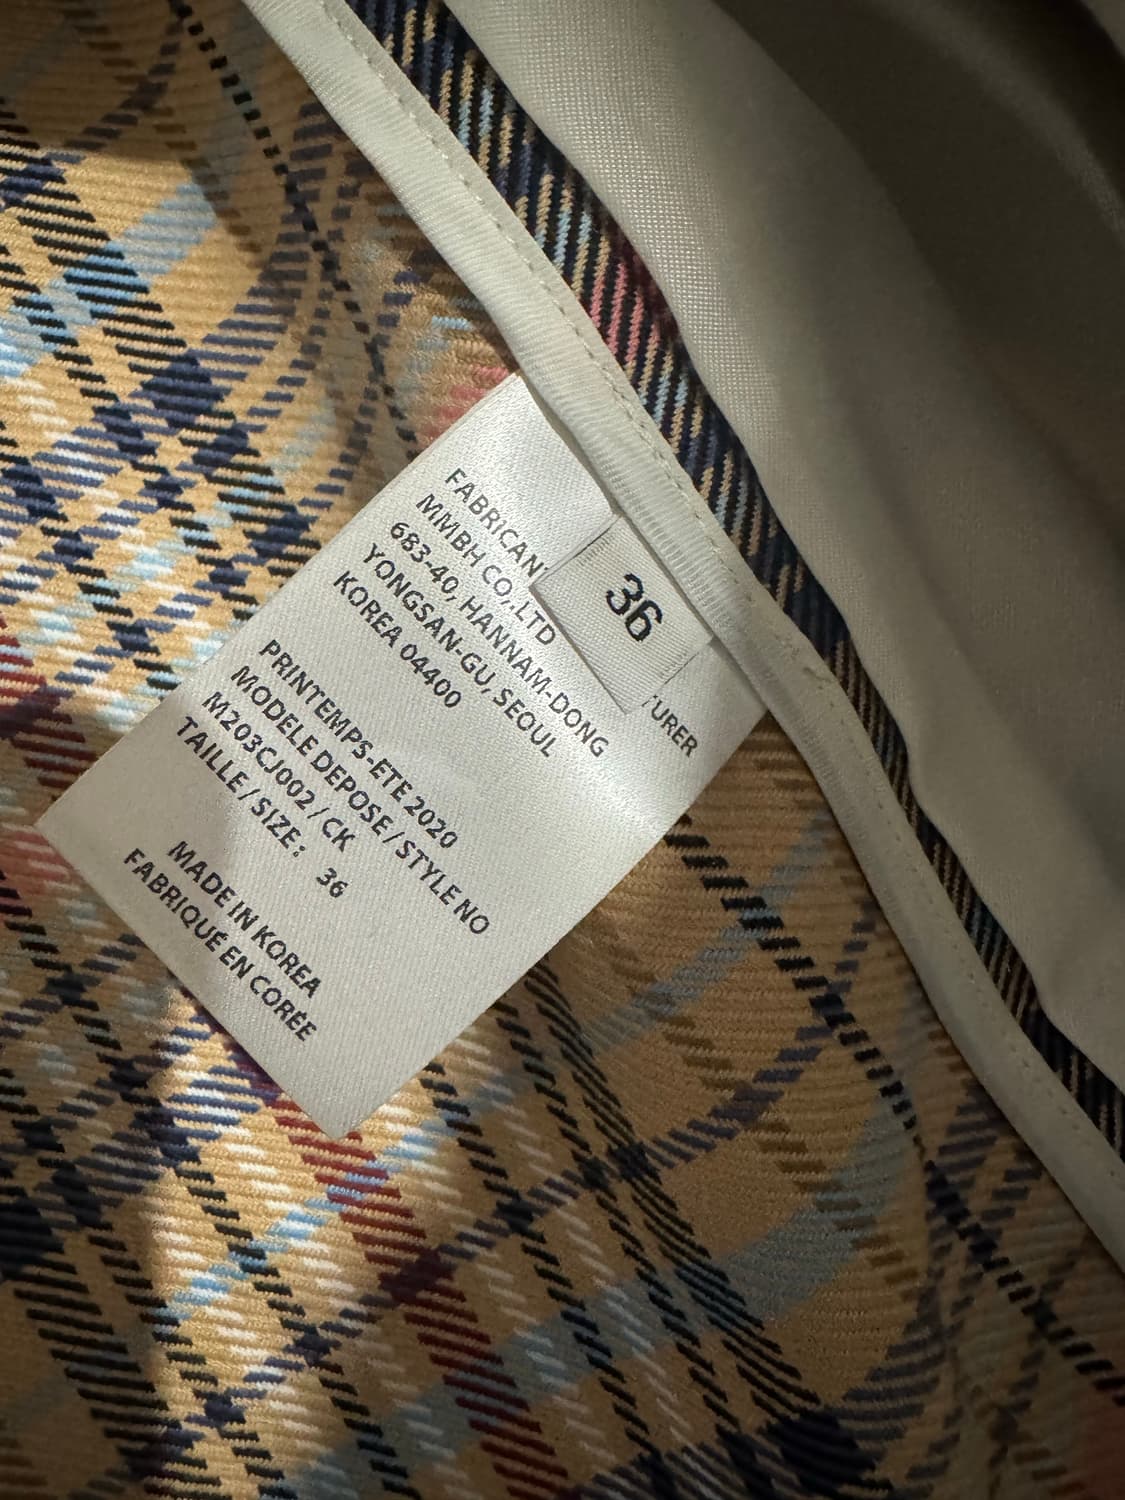 36
FABRICANT
URER
MMBH CO.,LTD
683-40, HANNAM-DONG
YONGSAN-GU, SEOUL
KOREA 04400
PRINTEMPS-ETE 2020
MODELE DEPOSE / STYLE NO
M203CJ002 / CK
TAILLE / SIZE : 36
MADE IN KOREA
FABRIQUÉ EN CORÉE